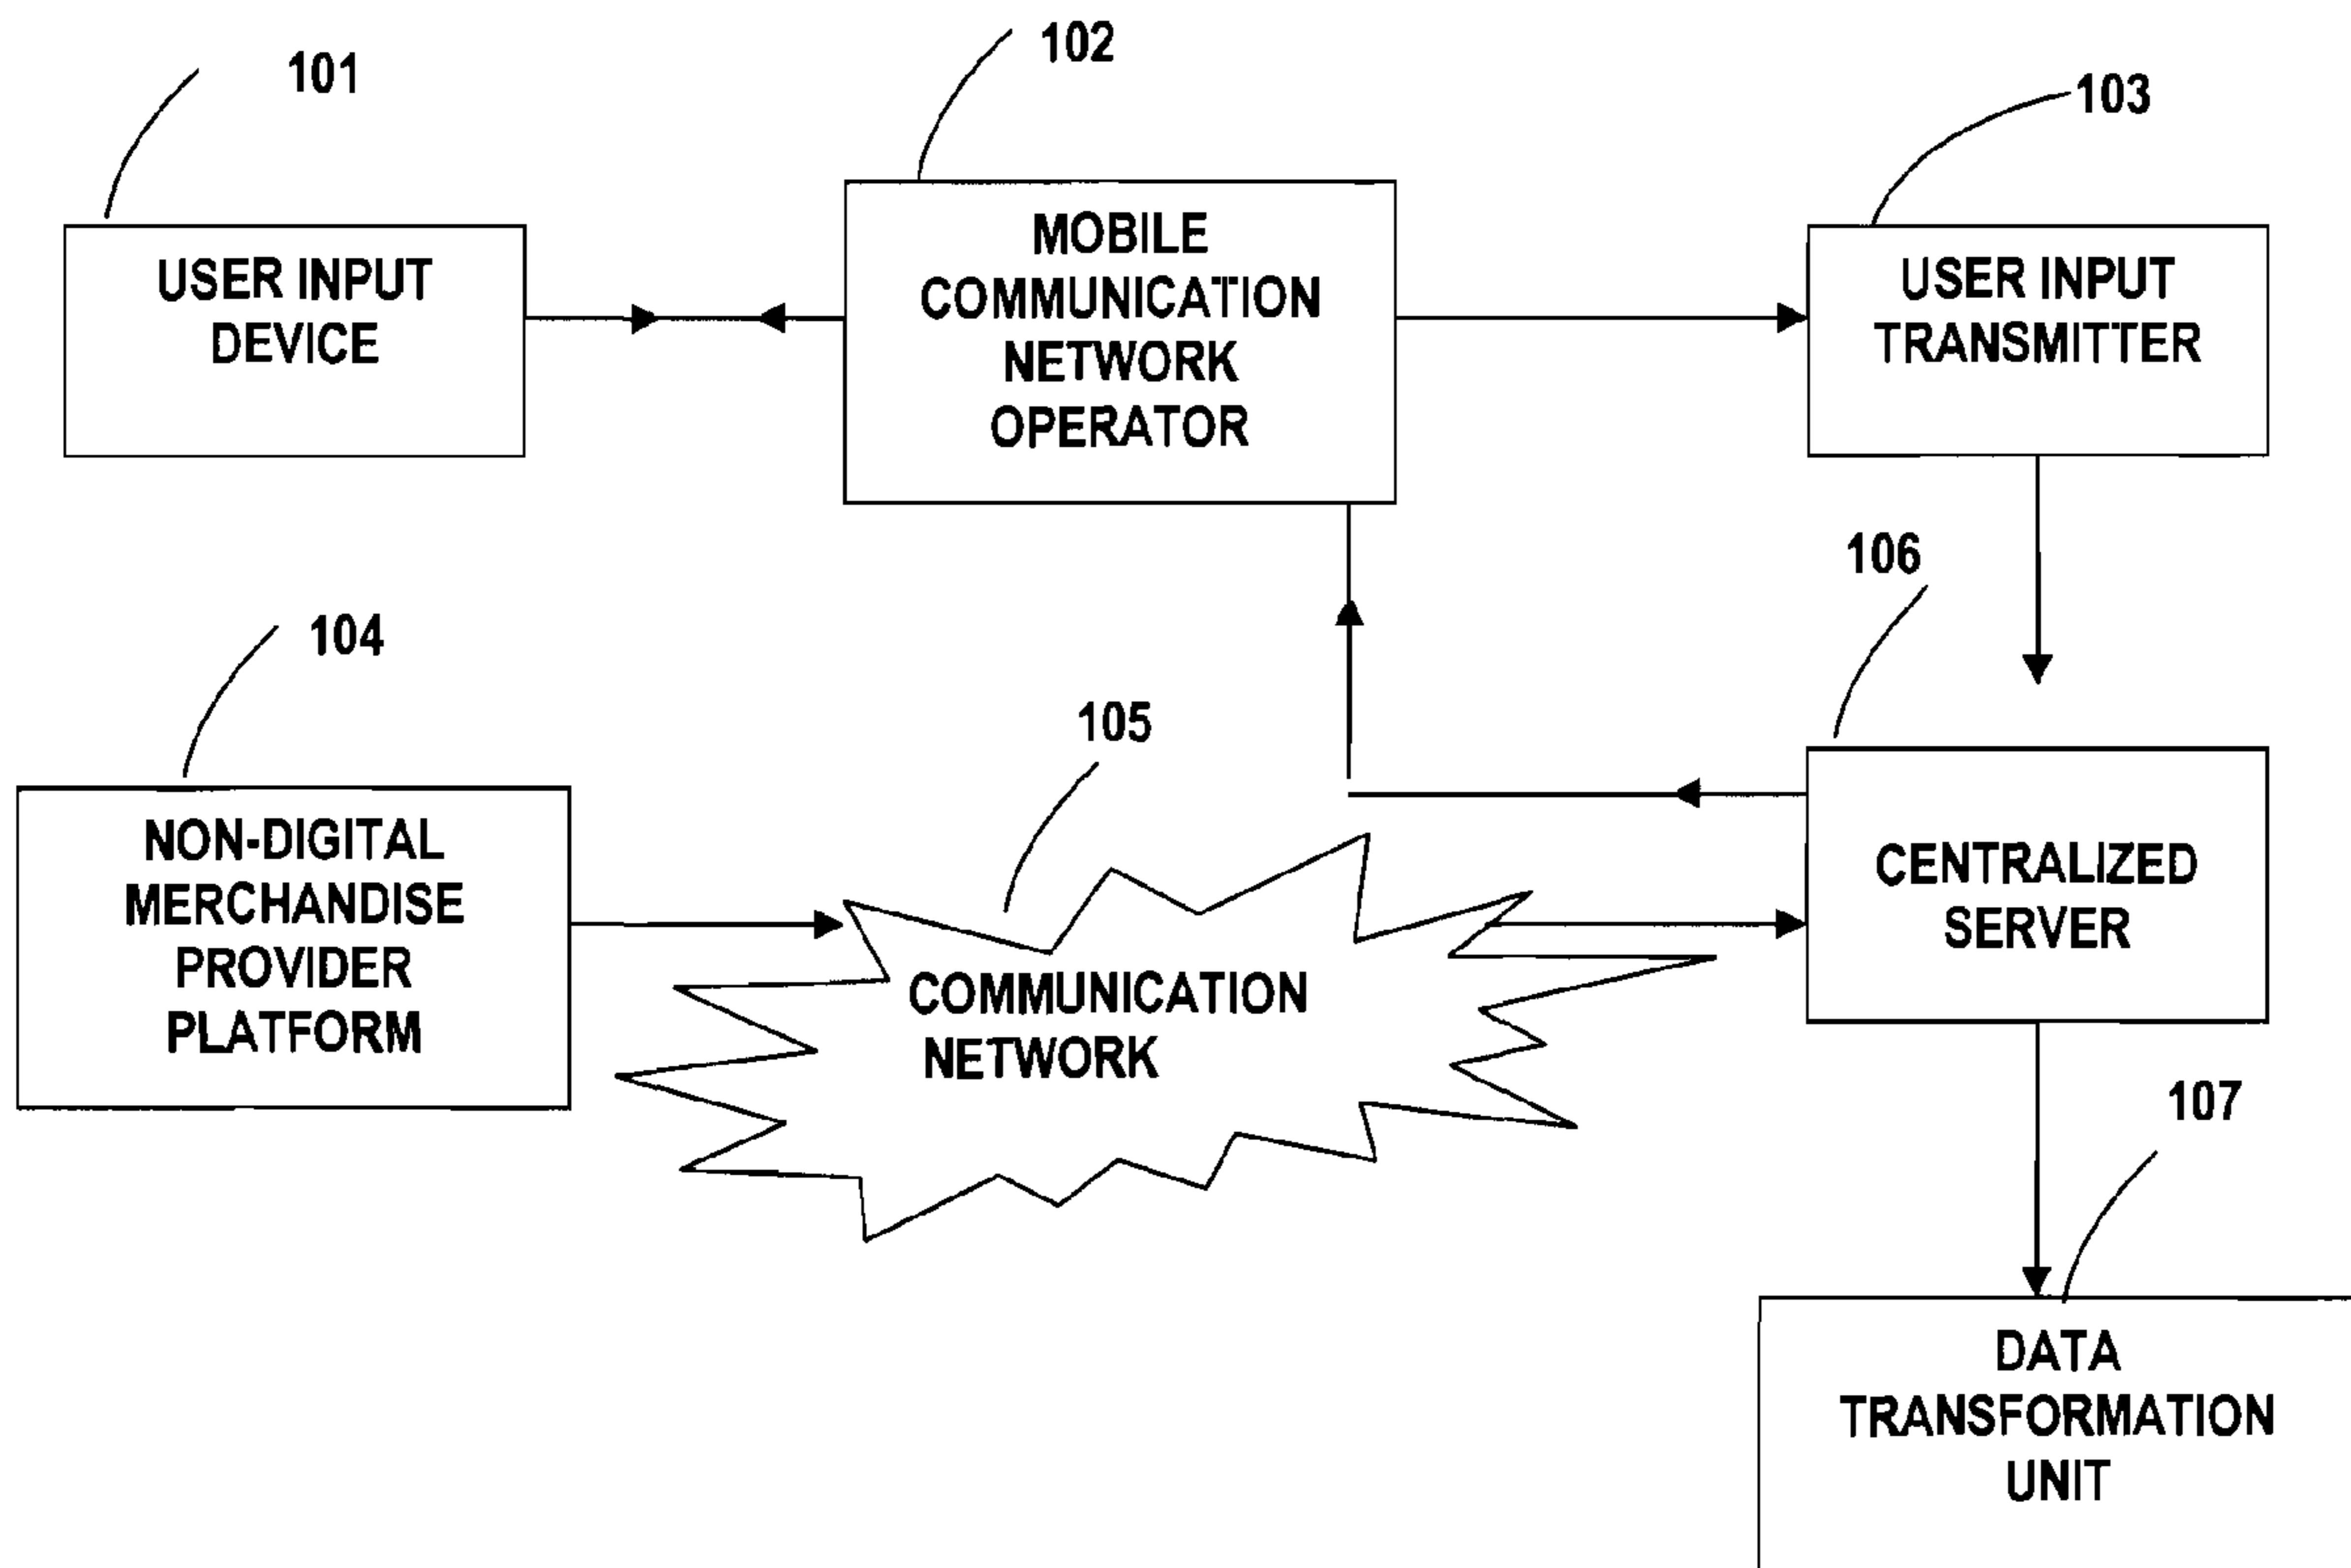 101
102
103
USER INPUT
DEVICE
MOBILE
COMMUNICATION
NETWORK
OPERATOR
USER INPUT
TRANSMITTER
106
104
105
NON-DIGITAL
MERCHANDISE
PROVIDER
PLATFORM
COMMUNICATION
NETWORK
CENTRALIZED
SERVER
107
DATA
TRANSFORMATION
UNIT